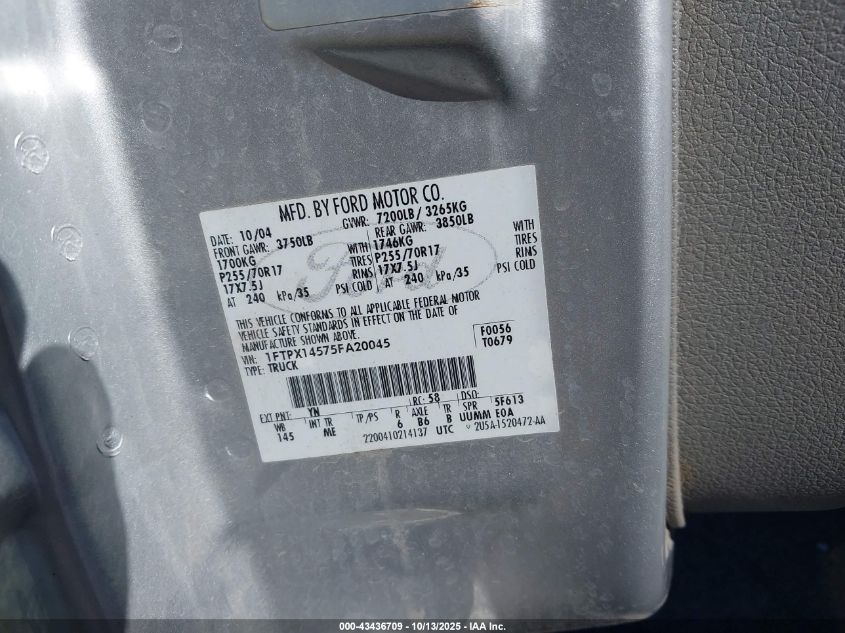 MFD. BY FORD MOTOR CO.
DATE: 10/04 GVWR: 7200LB/ 3265KG
FRONT GAWR: 3750LB REAR GAWR: 3850LB
1700KG WITH 1746KG WITH
P255/70R17 TIRES P255/70R17 TIRES
17X7.5J RIMS 17X7.5J RIMS
AT 240 kPa/35 PSI COLD AT 240 kPa/35 PSI COLD
THIS VEHICLE CONFORMS TO ALL APPLICABLE FEDERAL MOTOR
VEHICLE SAFETY STANDARDS IN EFFECT ON THE DATE OF
MANUFACTURE SHOWN ABOVE.
VIN: 1FTPX14575FA20045
TYPE: TRUCK
F0056
T0679
Ford
EXT PNT: YN RC: 58 DSO:
WB INT TR TP/PS R AXLE TR SPR 5F613
145 ME 6 B6 B UUMM E0A
2200410214137 UTC 2U5A-1520472-AA
000-43436709 - 10/13/2025 - IAA, Inc.